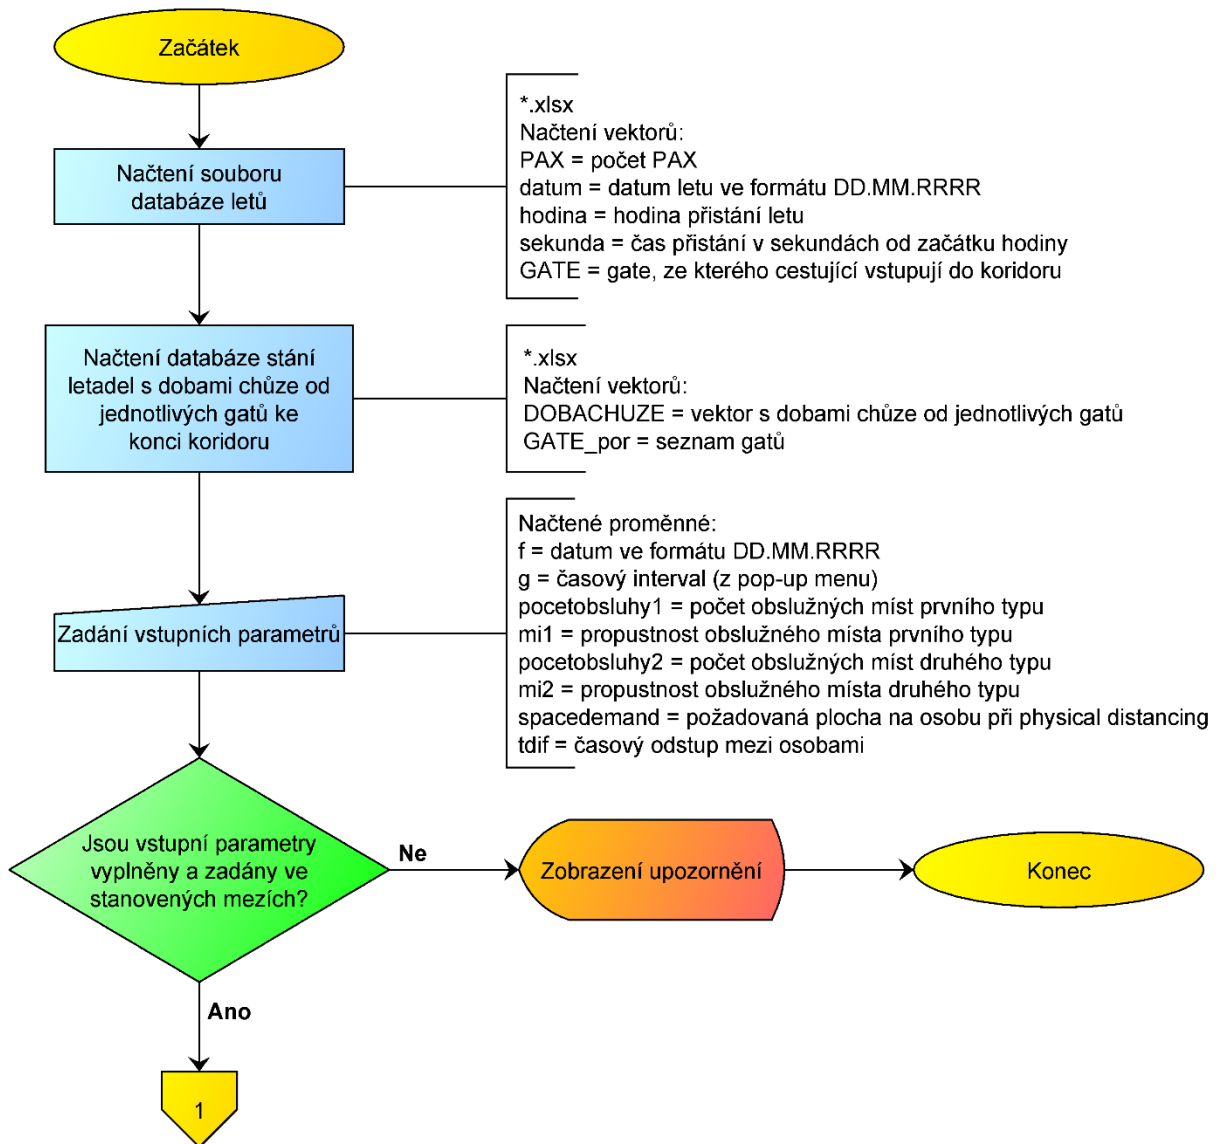 Začátek
*.xlsx
Načtení vektorů:
PAX = počet PAX
datum = datum letu ve formátu DD.MM.RRRR
hodina = hodina přistání letu
sekunda = čas přistání v sekundách od začátku hodiny
GATE = gate, ze kterého cestující vstupují do koridoru
Načtení souboru
databáze letů
Načtení databáze stání
letadel s dobami chůze od
jednotlivých gatů ke
konci koridoru
*.xlsx
Načtení vektorů:
DOBACHUZE = vektor s dobami chůze od jednotlivých gatů
GATE_por = seznam gatů
Zadání vstupních parametrů
Načtené proměnné:
f = datum ve formátu DD.MM.RRRR
g = časový interval (z pop-up menu)
pocetobsluhy1 = počet obslužných míst prvního typu
mi1 = propustnost obslužného místa prvního typu
pocetobsluhy2 = počet obslužných míst druhého typu
mi2 = propustnost obslužného místa druhého typu
spacedemand = požadovaná plocha na osobu při physical distancing
tdif = časový odstup mezi osobami
Jsou vstupní parametry
vyplněny a zadány ve
stanovených mezích?
Ne
Zobrazení upozornění
Konec
Ano
1